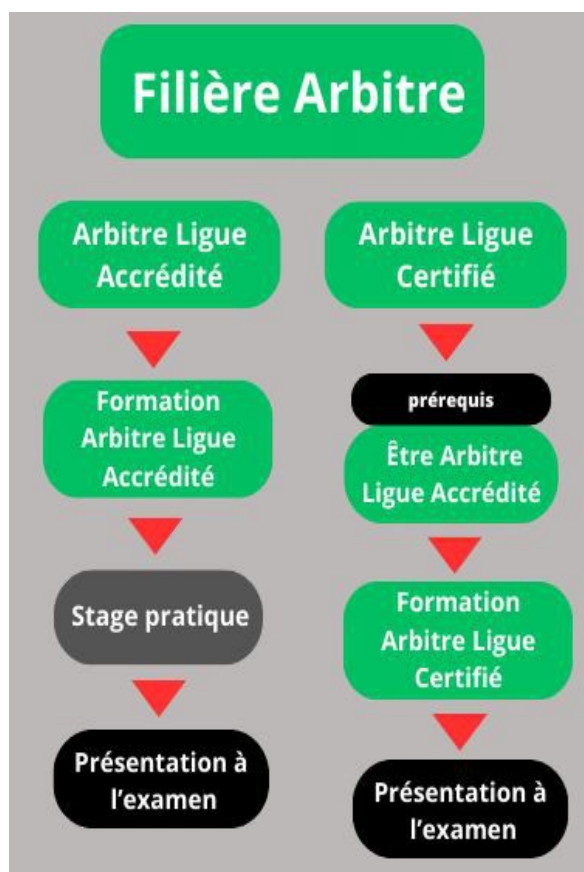 Filière Arbitre
Arbitre Ligue
Accrédité
Formation
Arbitre Ligue
Accrédité
Stage pratique
Présentation à
l'examen
Arbitre Ligue
Certifié
prérequis
Être Arbitre
Ligue Accrédité
Formation
Arbitre Ligue
Certifié
Présentation à
l'examen